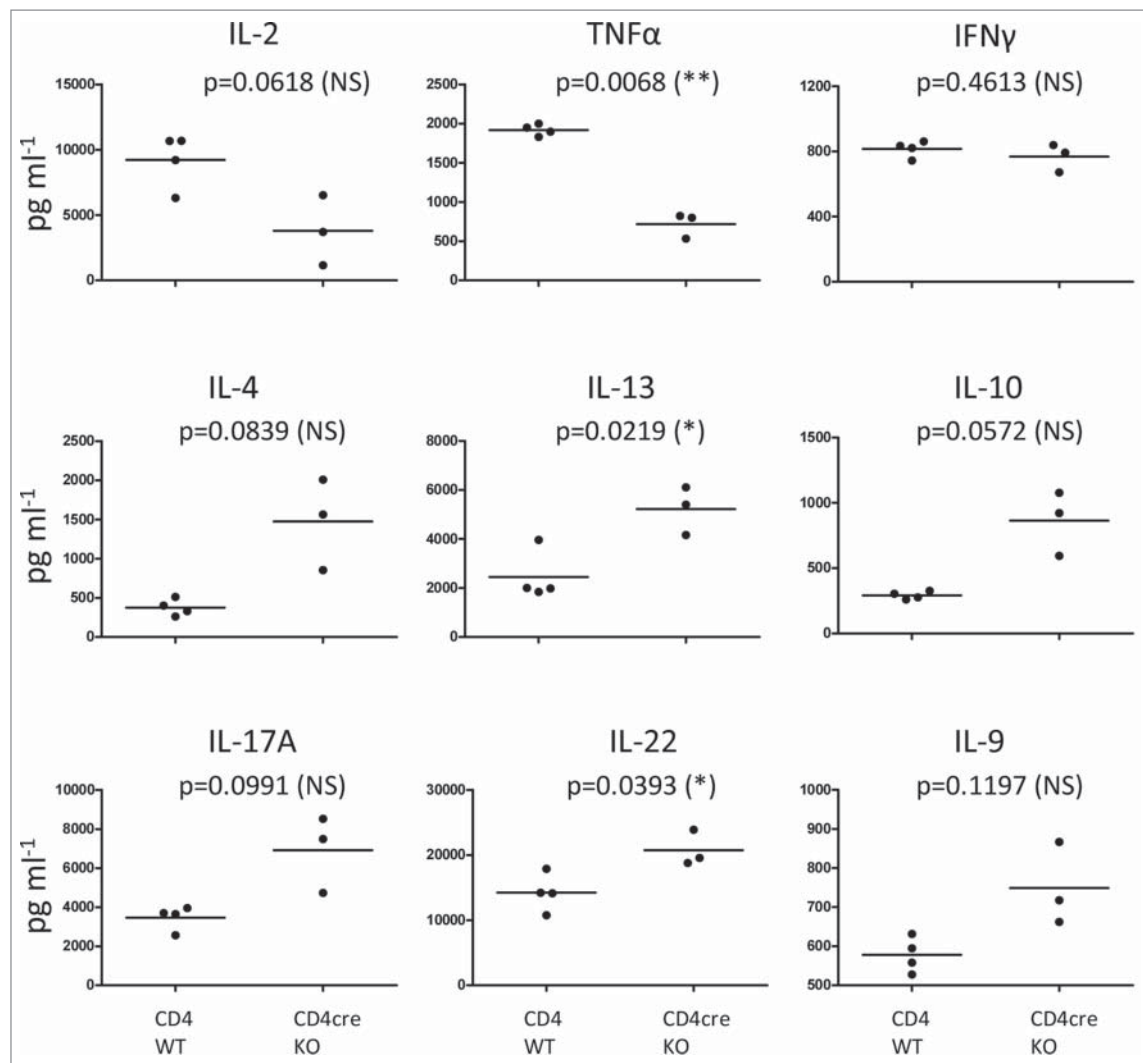 IL-2
p=0.0618 (NS)
pg ml-1
15000
10000
5000
0
TNFα
p=0.0068 (**)
2500
2000
1500
1000
500
0
IFNγ
p=0.4613 (NS)
1200
800
400
0
IL-4
p=0.0839 (NS)
pg ml-1
2500
2000
1500
1000
500
0
IL-13
p=0.0219 (*)
8000
6000
4000
2000
0
IL-10
p=0.0572 (NS)
1500
1000
500
0
IL-17A
p=0.0991 (NS)
pg ml-1
10000
8000
6000
4000
2000
0
CD4
WT
CD4cre
KO
IL-22
p=0.0393 (*)
30000
20000
10000
0
CD4
WT
CD4cre
KO
IL-9
p=0.1197 (NS)
1000
900
800
700
600
500
CD4
WT
CD4cre
KO